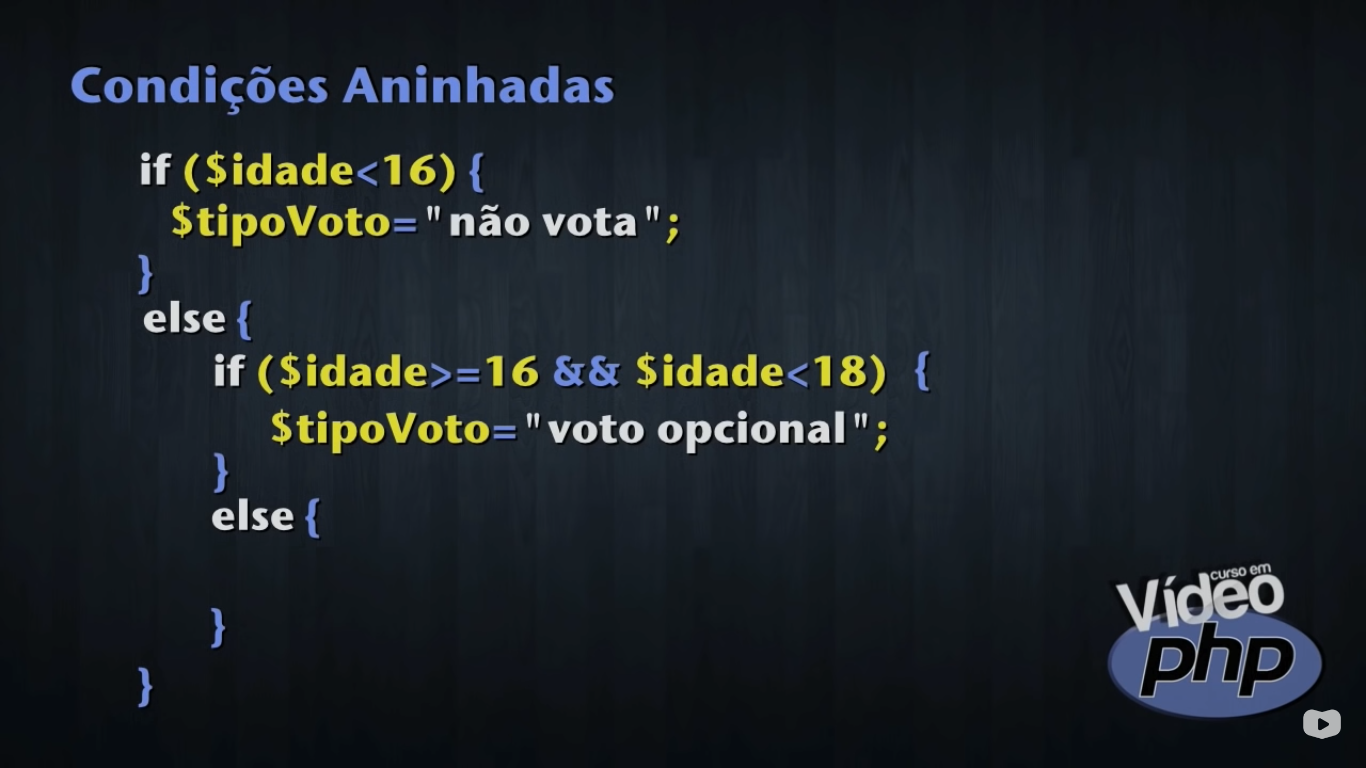 Condições Aninhadas
if ($idade<16) {
$tipoVoto="não vota";
}
else {
if ($idade>=16 && $idade<18) {
$tipoVoto="voto opcional";
}
else {
}
}
curso em
Vídeo
php